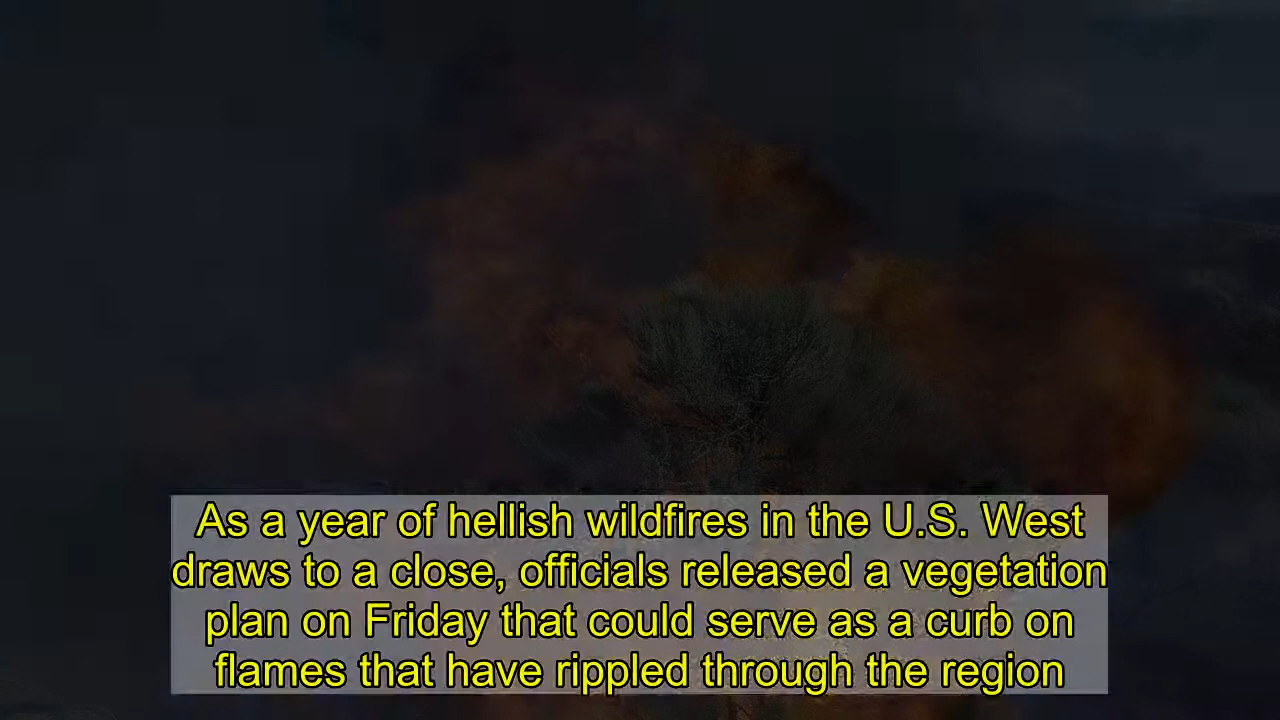 As a year of hellish wildfires in the U.S. West
draws to a close, officials released a vegetation
plan on Friday that could serve as a curb on
flames that have rippled through the region